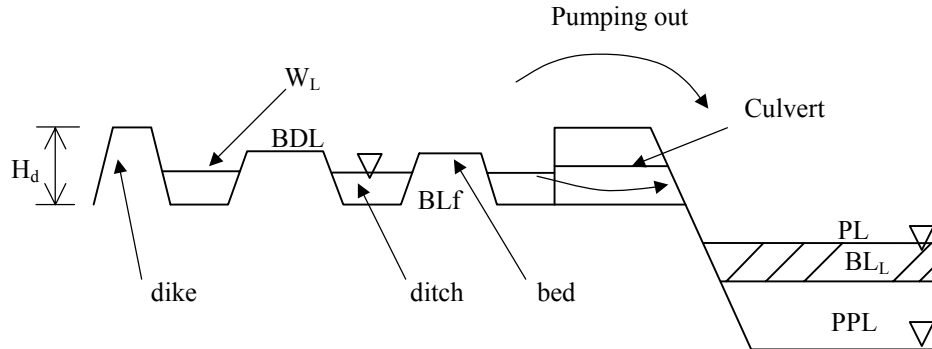 Pumping out
W_L
Culvert
BDL
H_d
BLf
PL
BL_L
dike
ditch
bed
PPL